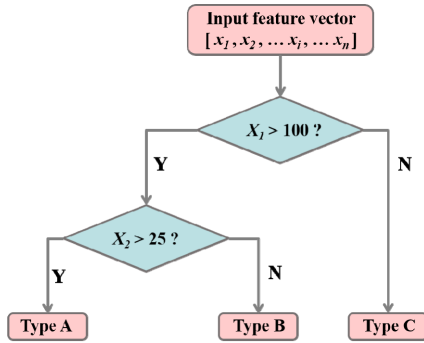 Input feature vector
[ x1 , x2 , … xi , … xn ]
X1 > 100 ?
Y
N
X2 > 25 ?
Y
N
Type A
Type B
Type C